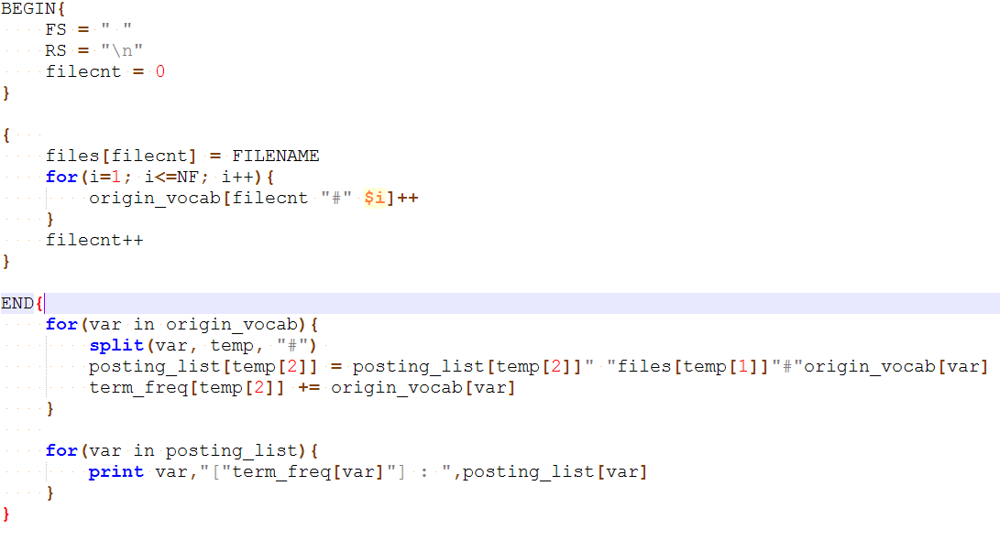 BEGIN{
    FS = " "
    RS = "\n"
    filecnt = 0
}

{
    files[filecnt] = FILENAME
    for(i=1; i<=NF; i++){
        origin_vocab[filecnt "#" $i]++
    }
    filecnt++
}

END{
    for(var in origin_vocab){
        split(var, temp, "#")
        posting_list[temp[2]] = posting_list[temp[2]]" "files[temp[1]]"#"origin_vocab[var]
        term_freq[temp[2]] += origin_vocab[var]
    }

    for(var in posting_list){
        print var,"["term_freq[var]"] : ",posting_list[var]
    }
}